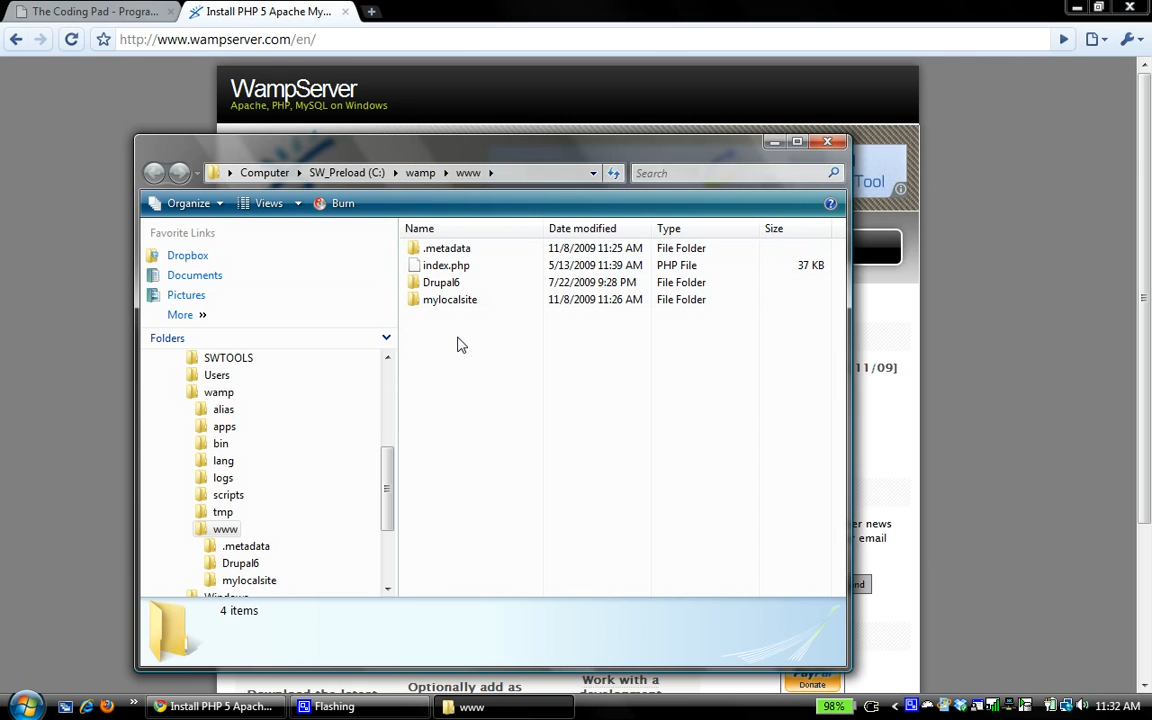 The Coding Pad - Progra...
Install PHP 5 Apache My...
http://www.wampserver.com/en/
WampServer
Apache, PHP, MySQL on Windows
Tool
Computer
SW_Preload (C:)
wamp
www
Search
Organize
Views
Burn
Favorite Links
Dropbox
Documents
Pictures
More »
Folders
SWTOOLS
Users
wamp
alias
apps
bin
lang
logs
scripts
tmp
www
.metadata
Drupal6
mylocalsite
Name Date modified Type Size
.metadata 11/8/2009 11:25 AM File Folder
index.php 5/13/2009 11:39 AM PHP File 37 KB
Drupal6 7/22/2009 9:28 PM File Folder
mylocalsite 11/8/2009 11:26 AM File Folder
4 items
11/09]
er news
email
nd
Optionally add as
Work with a
Donate
Install PHP 5 Apach...
Flashing
www
98%
11:32 AM